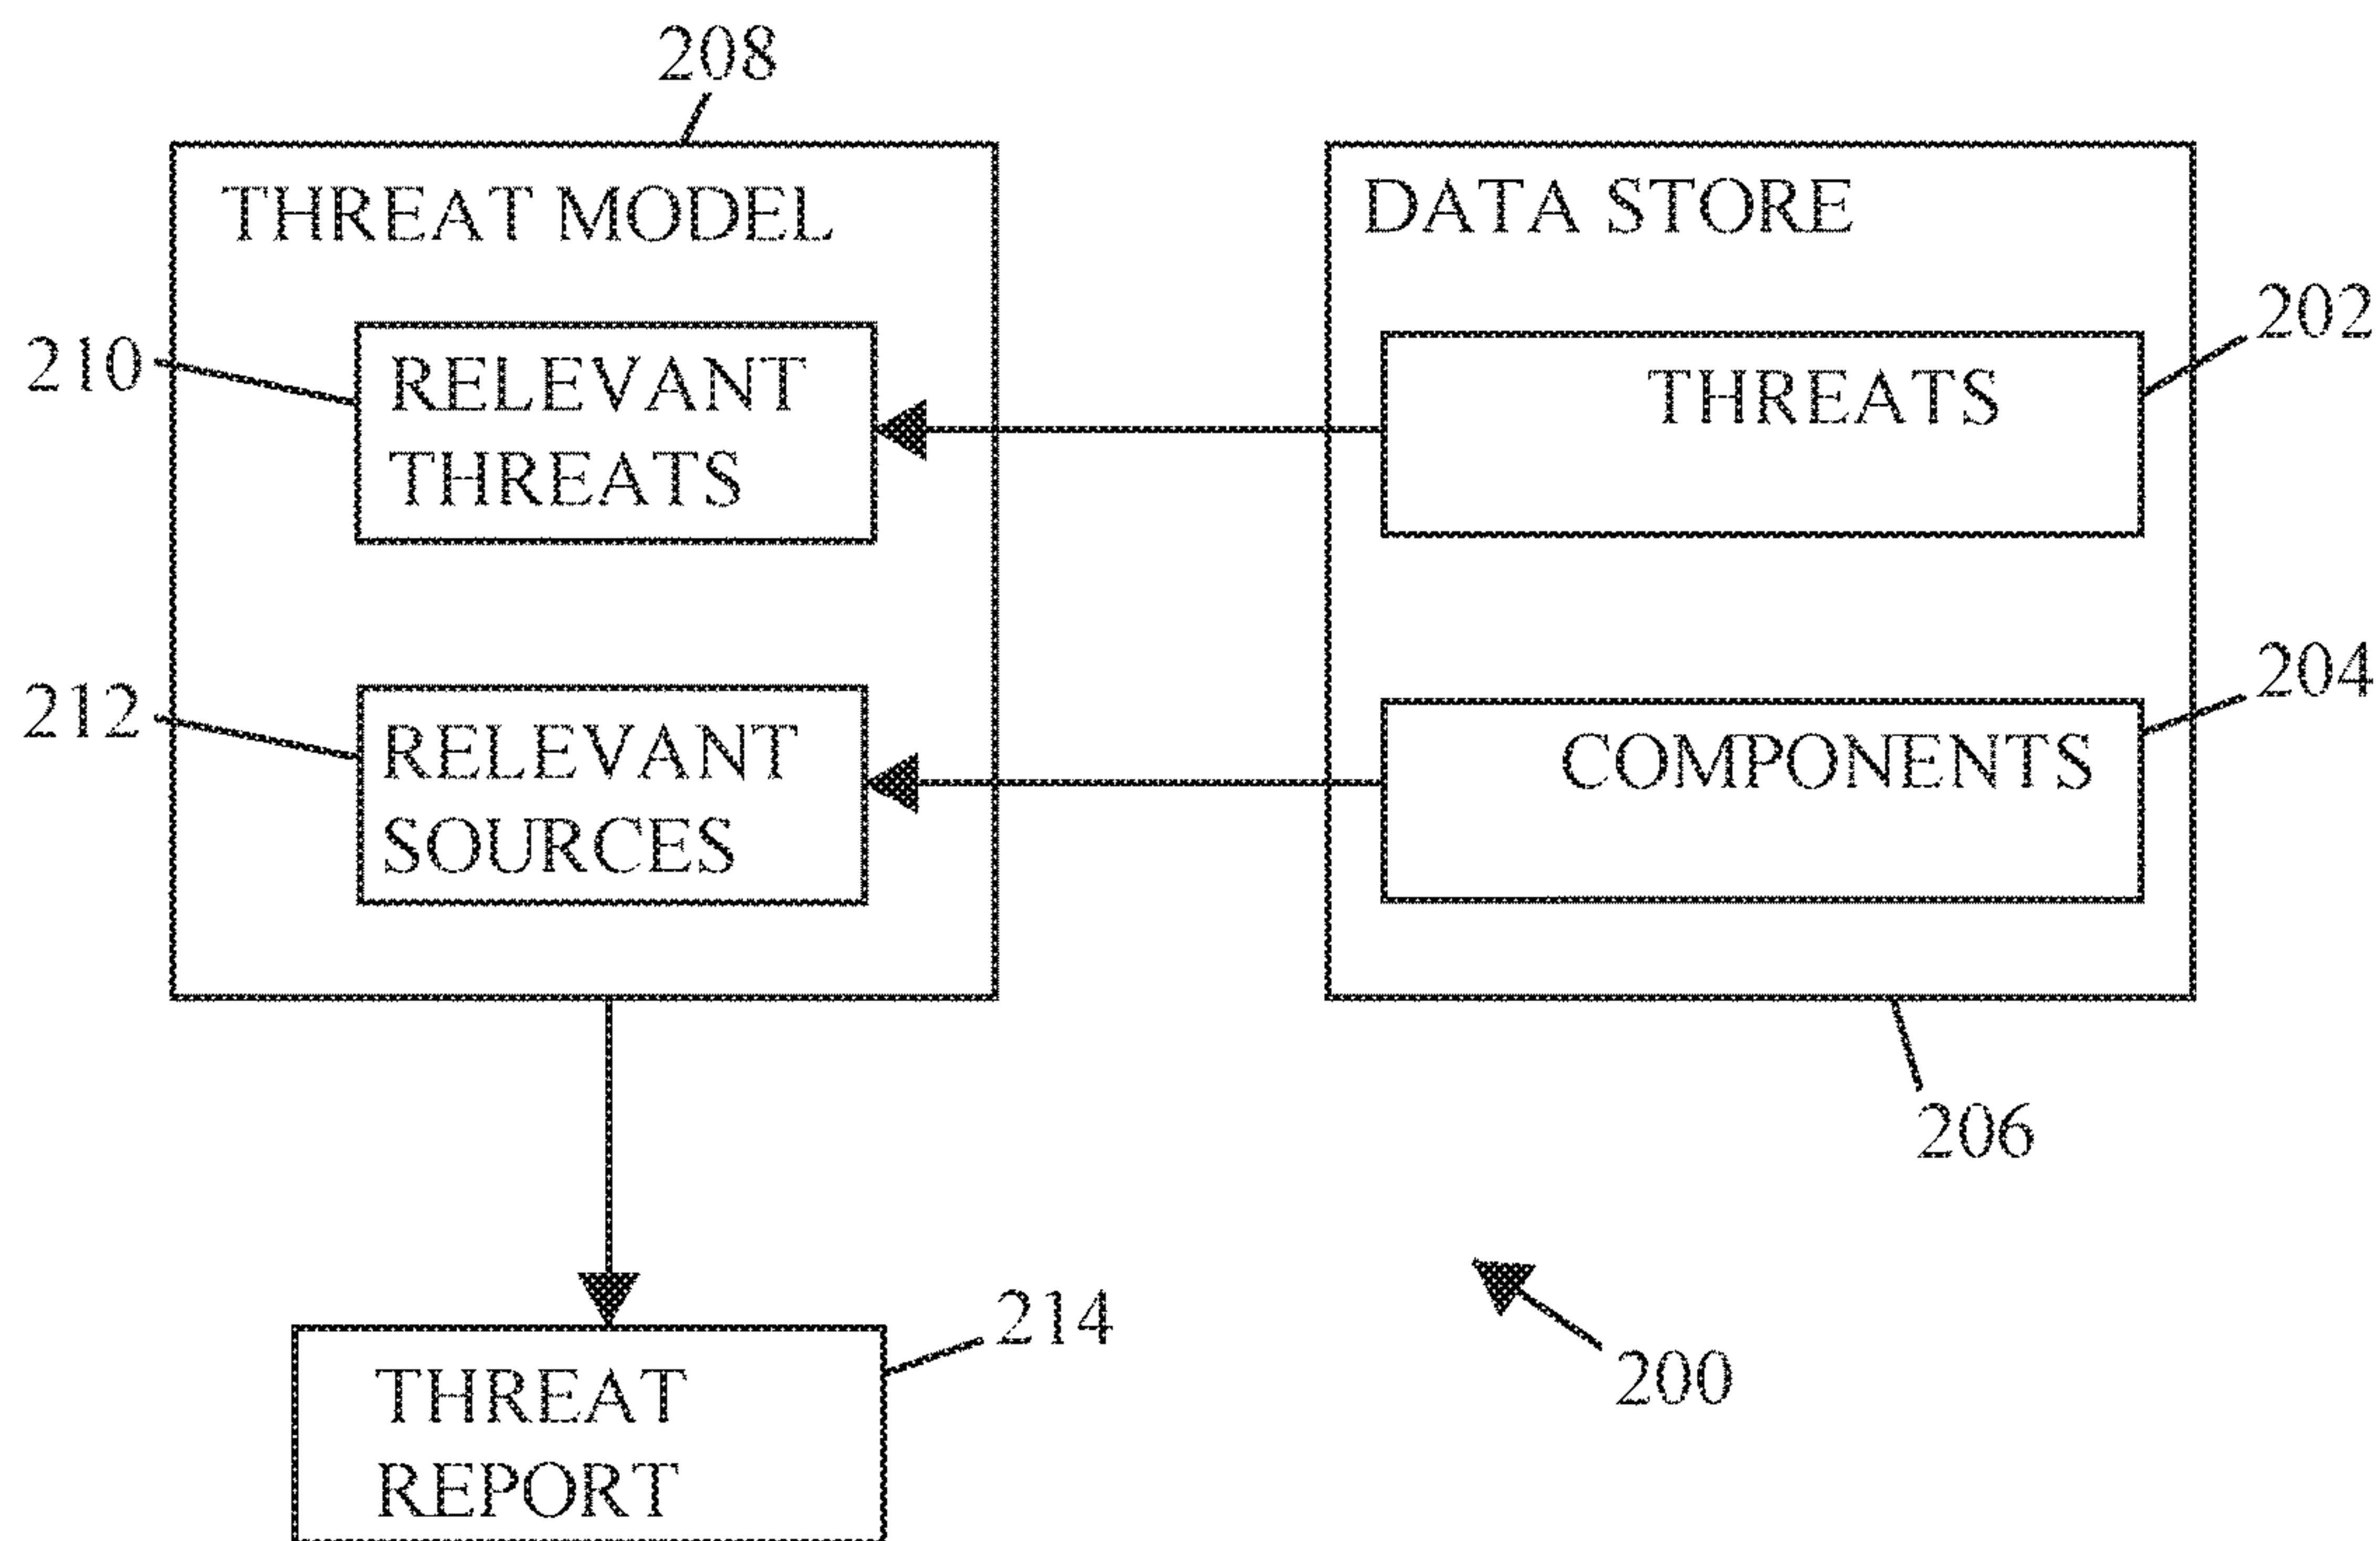 208
THREAT MODEL
DATA STORE
202
210
RELEVANT
THREATS
THREATS
204
212
RELEVANT
SOURCES
COMPONENTS
206
214
THREAT
REPORT
200